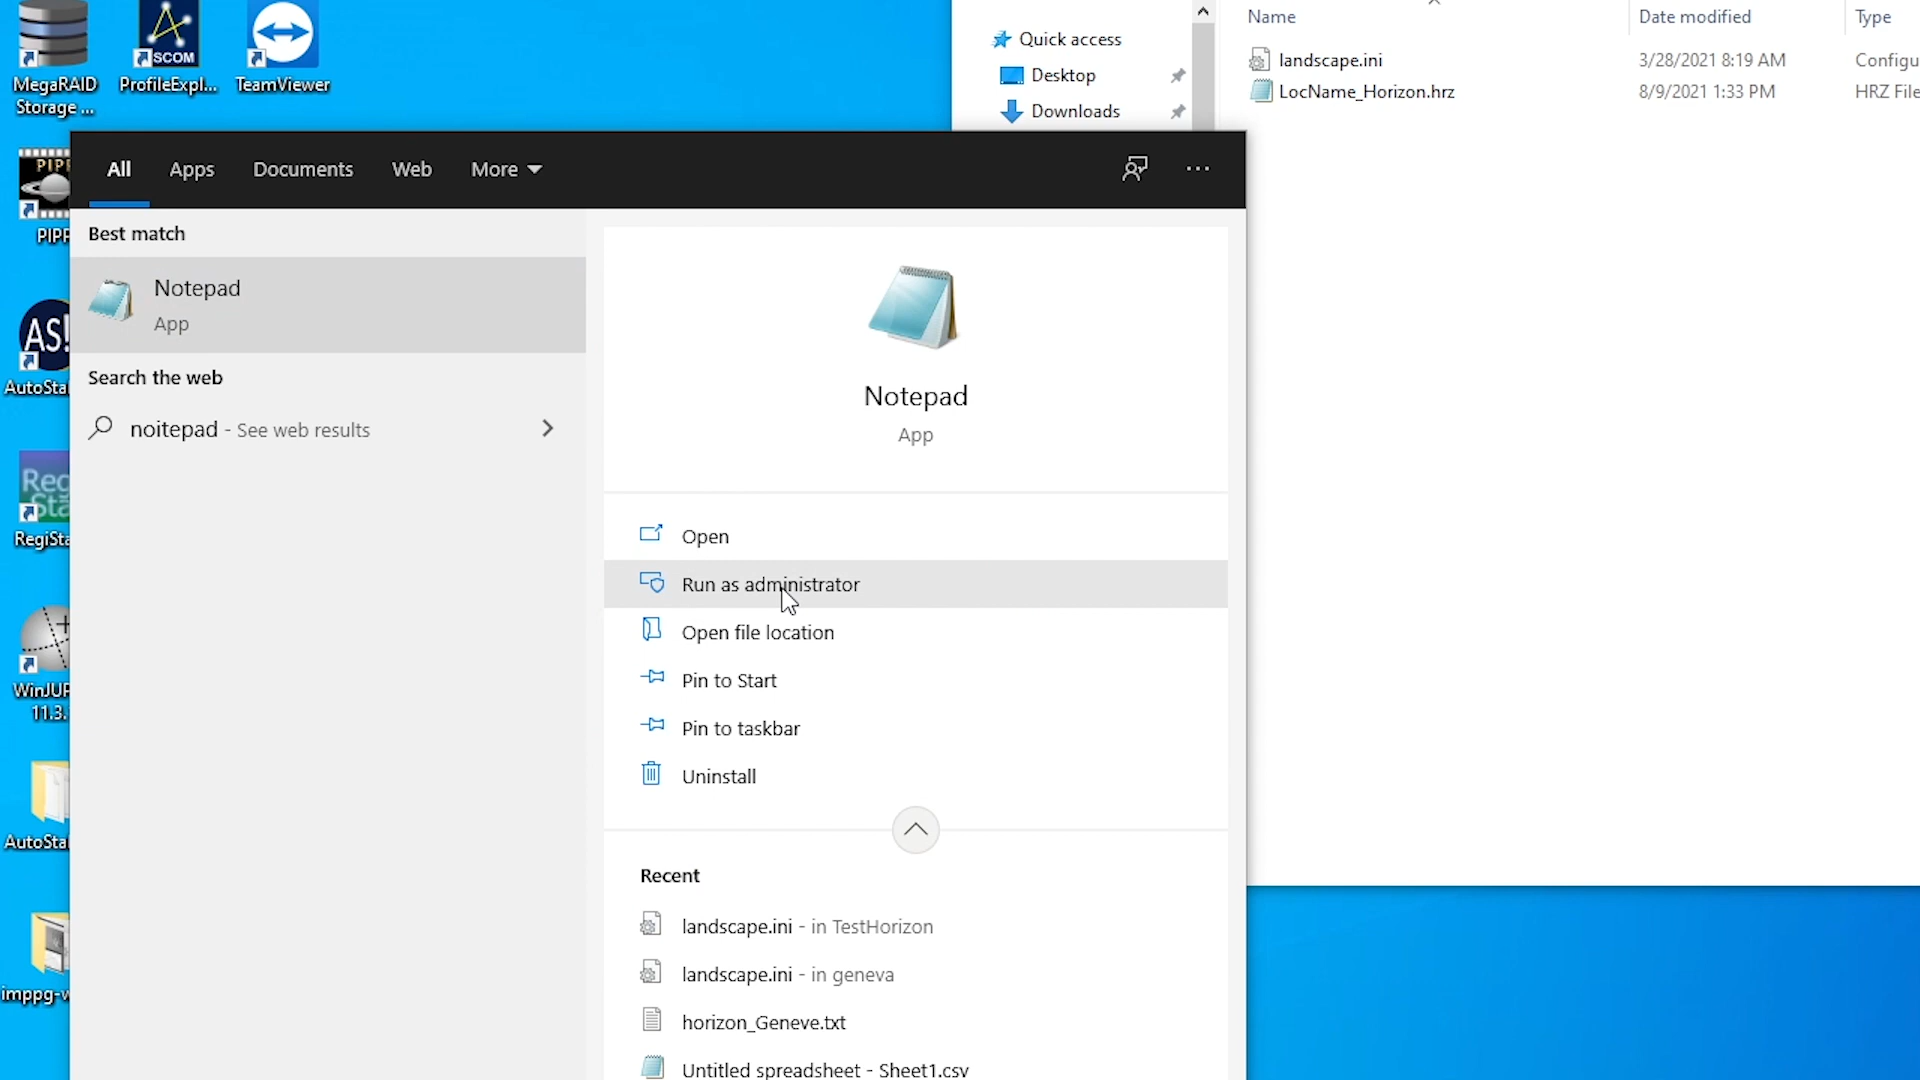 MegaRAID
Storage ...
SCOM
ProfileExpl...
TeamViewer
Quick access
Desktop
Downloads
Name
Date modified
Type
landscape.ini
3/28/2021 8:19 AM
Configu
LocName_Horizon.hrz
8/9/2021 1:33 PM
HRZ File
PIPP
PIPP
AS!
AutoSta
Reg
Sta
RegiSta
WinJUP
11.3.
AutoSta
imppg-w
All
Apps
Documents
Web
More
Best match
Notepad
App
Search the web
noitepad - See web results
Notepad
App
Open
Run as administrator
Open file location
Pin to Start
Pin to taskbar
Uninstall
Recent
landscape.ini - in TestHorizon
landscape.ini - in geneva
horizon_Geneve.txt
Untitled spreadsheet - Sheet1.csv